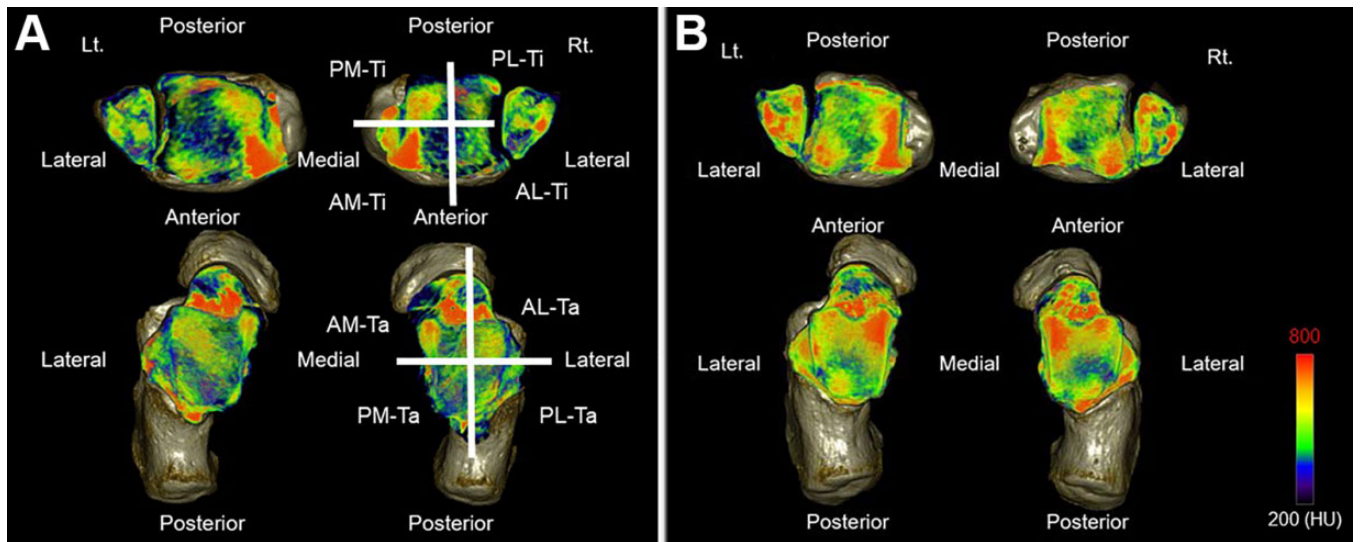 A
Lt.
Posterior
Posterior
Rt.
PM-Ti
PL-Ti
Lateral
Medial
Lateral
AM-Ti
AL-Ti
Anterior
Anterior
AM-Ta
AL-Ta
Lateral
Medial
Lateral
PM-Ta
PL-Ta
Posterior
Posterior
B
Lt.
Posterior
Posterior
Rt.
Lateral
Medial
Lateral
Anterior
Anterior
Lateral
Medial
Lateral
Posterior
Posterior
800
200 (HU)